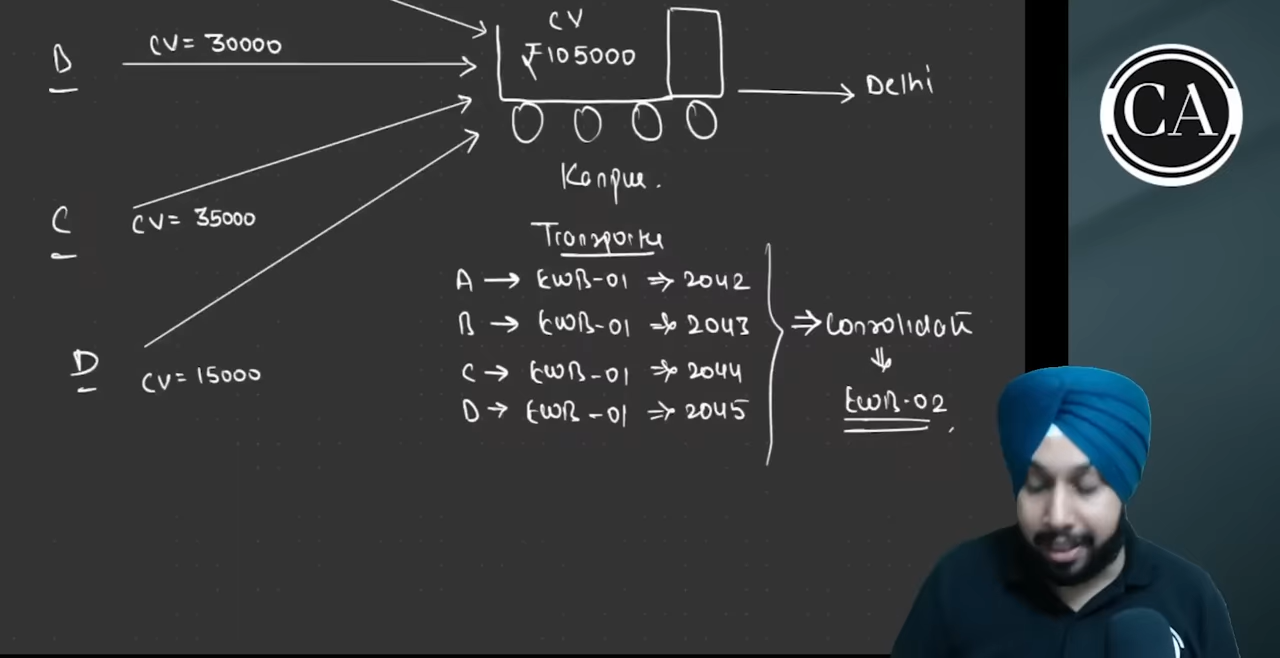 CV
B CV = 30000 ₹105000
Delhi
Kanpur.
C CV = 35000
Transporter
A → EWB-01 ⇒ 2042
B → EWB-01 ⇒ 2043
C → EWB-01 ⇒ 2044
D → EWB-01 ⇒ 2045
⇒ Consolidate
⇓
EWB-02
D CV = 15000
CA